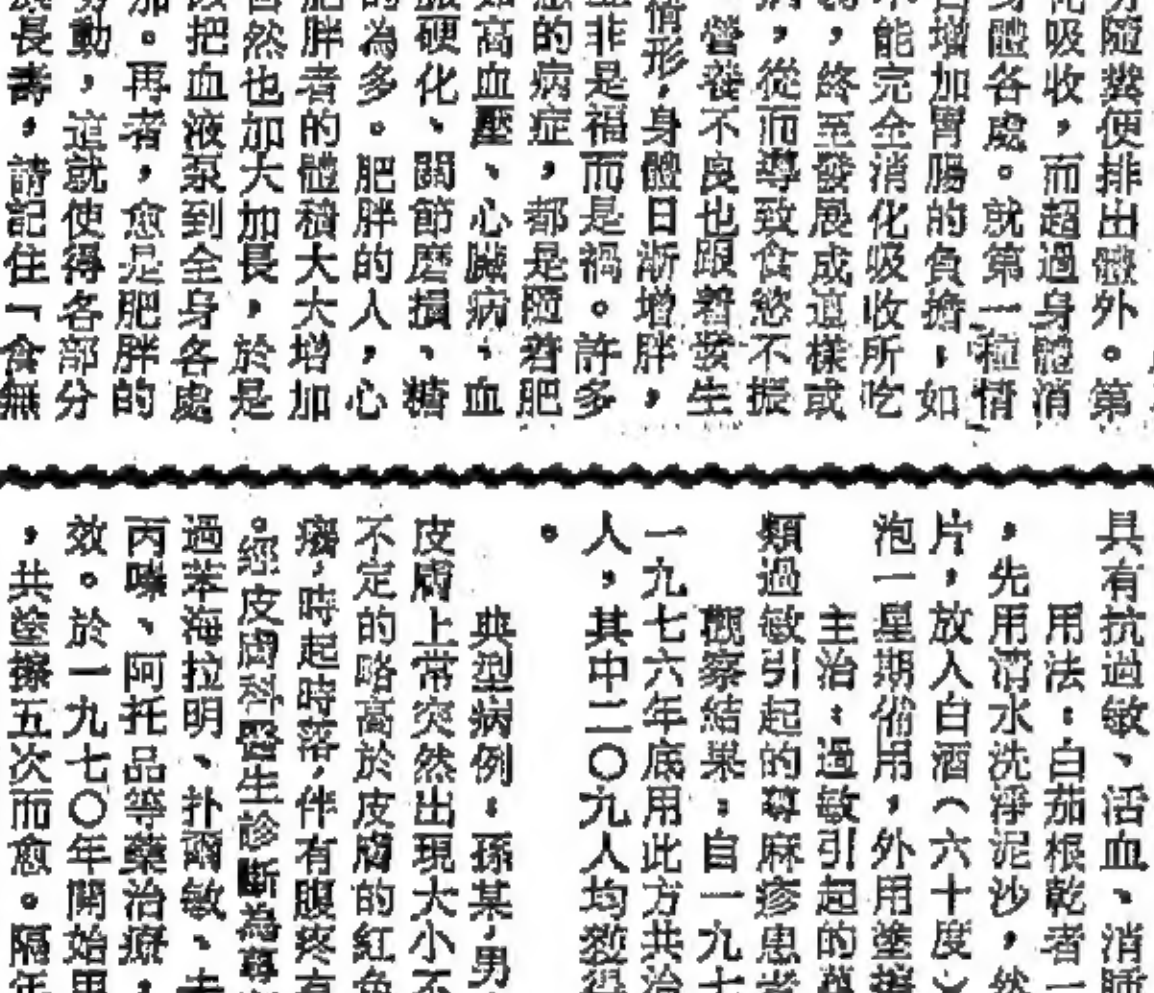 分隨糞便排出體外。第
化吸收，而超過身體消
身體各處。就第一種情
增加胃腸的負擔，如
不能完全消化吸收所吃
，終至發展成這樣或
病，從而導致食慾不振
營養不良也跟着發生
情形，身體日漸增胖，
並非是福而是禍。許多
的病症，都是隨着肥
如高血壓、心臟病、血
硬化、關節磨損、糖
的為多。肥胖的人，心
肥胖者的體積大大增加
自然也加大加長，於是
該把血液泵到全身各處
加。再者，愈是肥胖的
動，這就使得各部分
長壽，請記住「食無
具有抗過敏、活血、消腫
用法：白茄根乾者一
，先用清水洗淨泥沙，然
片，放入白酒（六十度）
泡一星期備用，外用塗擦
主治：過敏引起的蕁
類過敏引起的蕁麻疹患者
觀察結果：自一九七
一九七六年底用此方共治
人，其中二〇九人均獲得
。
典型病例：孫某，男
皮膚上常突然出現大小不
不定的略高於皮膚的紅色
瘢，時起時落，伴有腹疼有
。經皮膚科醫生診斷為蕁
過苯海拉明、扑爾敏、去
丙嗪、阿托品等藥治療，
效。於一九七〇年開始用
，共塗擦五次而愈。隔年